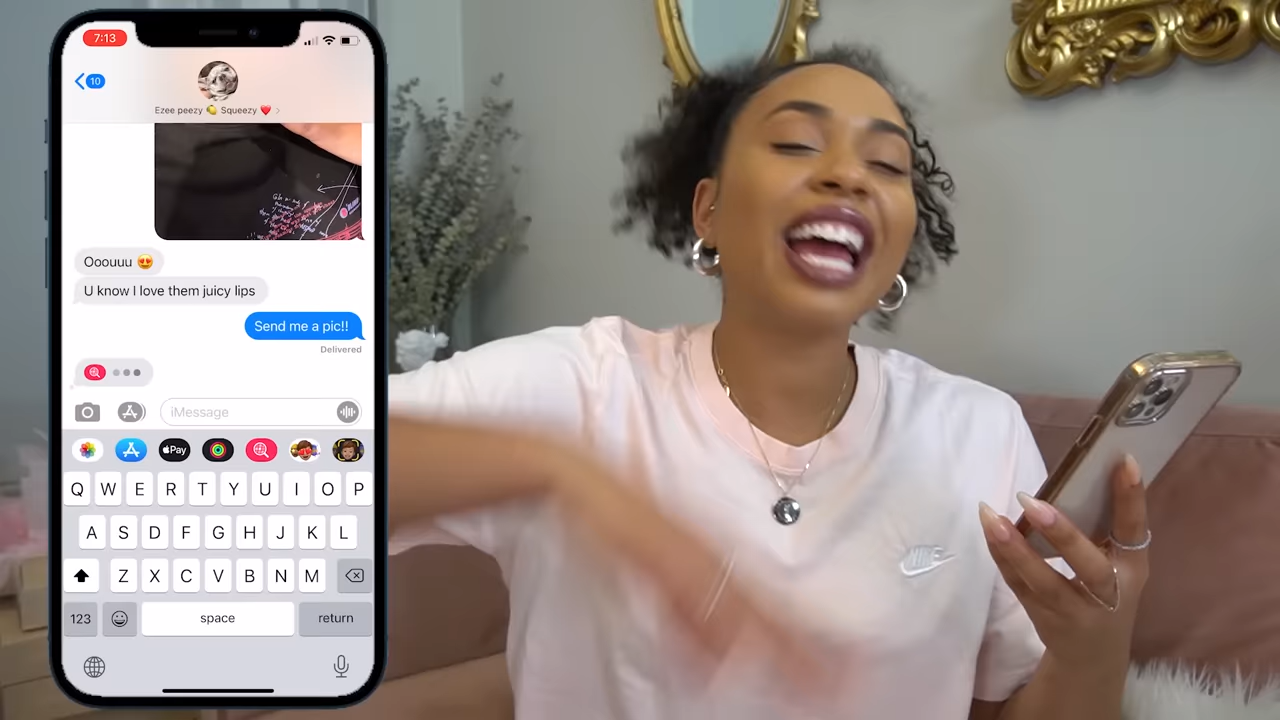 7:13
10
Ezee peezy 🍋 Squeezy ❤️ >
Ooouuu 😍
U know I love them juicy lips
Send me a pic!!
Delivered
iMessage
Pay
Q W E R T Y U I O P
A S D F G H J K L
Z X C V B N M
123 space return
NIKE